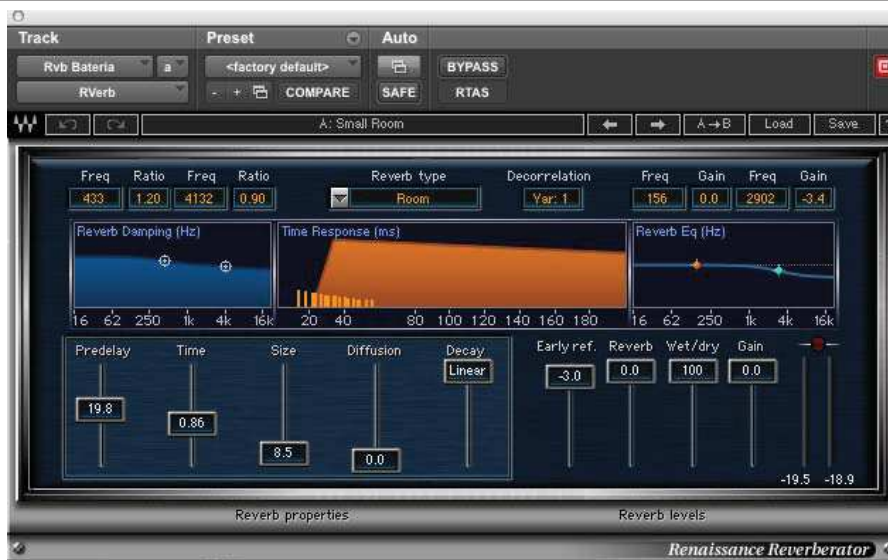 Track Preset Auto
Rvb Bateria a <factory default> BYPASS
RVerb - + COMPARE SAFE RTAS
A: Small Room A→B Load Save
Freq Ratio Freq Ratio Reverb type Decorrelation Freq Gain Freq Gain
433 1.20 4132 0.90 Room Var: 1 156 0.0 2902 -3.4
Reverb Damping (Hz) Time Response (ms) Reverb Eq (Hz)
16 62 250 1k 4k 16k 20 40 80 100 120 140 160 180 16 62 250 1k 4k 16k
Predelay Time Size Diffusion Decay Early ref. Reverb Wet/dry Gain
19.8 0.86 8.5 0.0 Linear -3.0 0.0 100 0.0
-19.5 -18.9
Reverb properties Reverb levels
Renaissance Reverberator